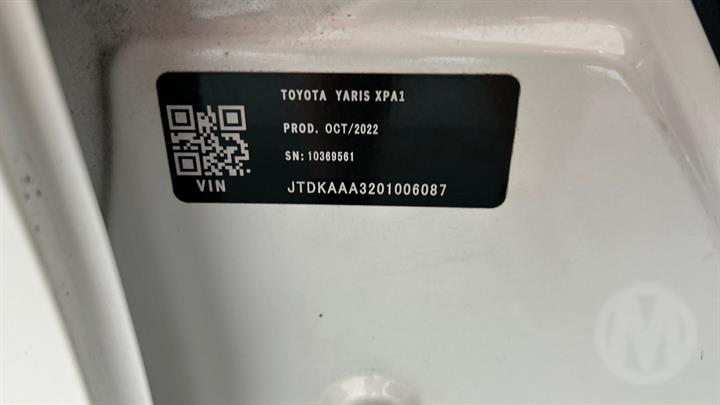 TOYOTA YARIS XPA1
PROD. OCT/2022
SN: 10369561
VIN JTDKAAA3201006087
M